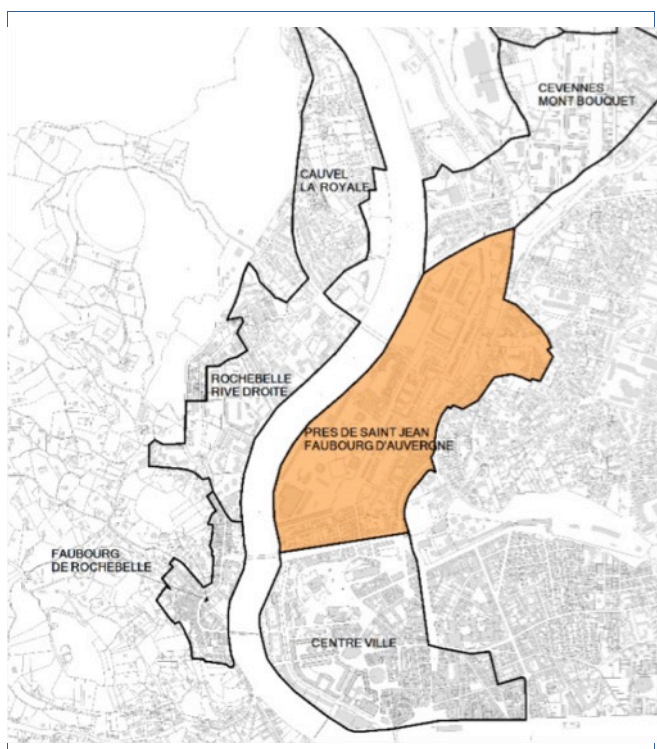 CEVENNES
MONT BOUQUET
CAUVEL
LA ROYALE
ROCHEBELLE
RIVE DROITE
PRES DE SAINT JEAN
FAUBOURG D'AUVERGNE
FAUBOURG
DE ROCHEBELLE
CENTRE VILLE